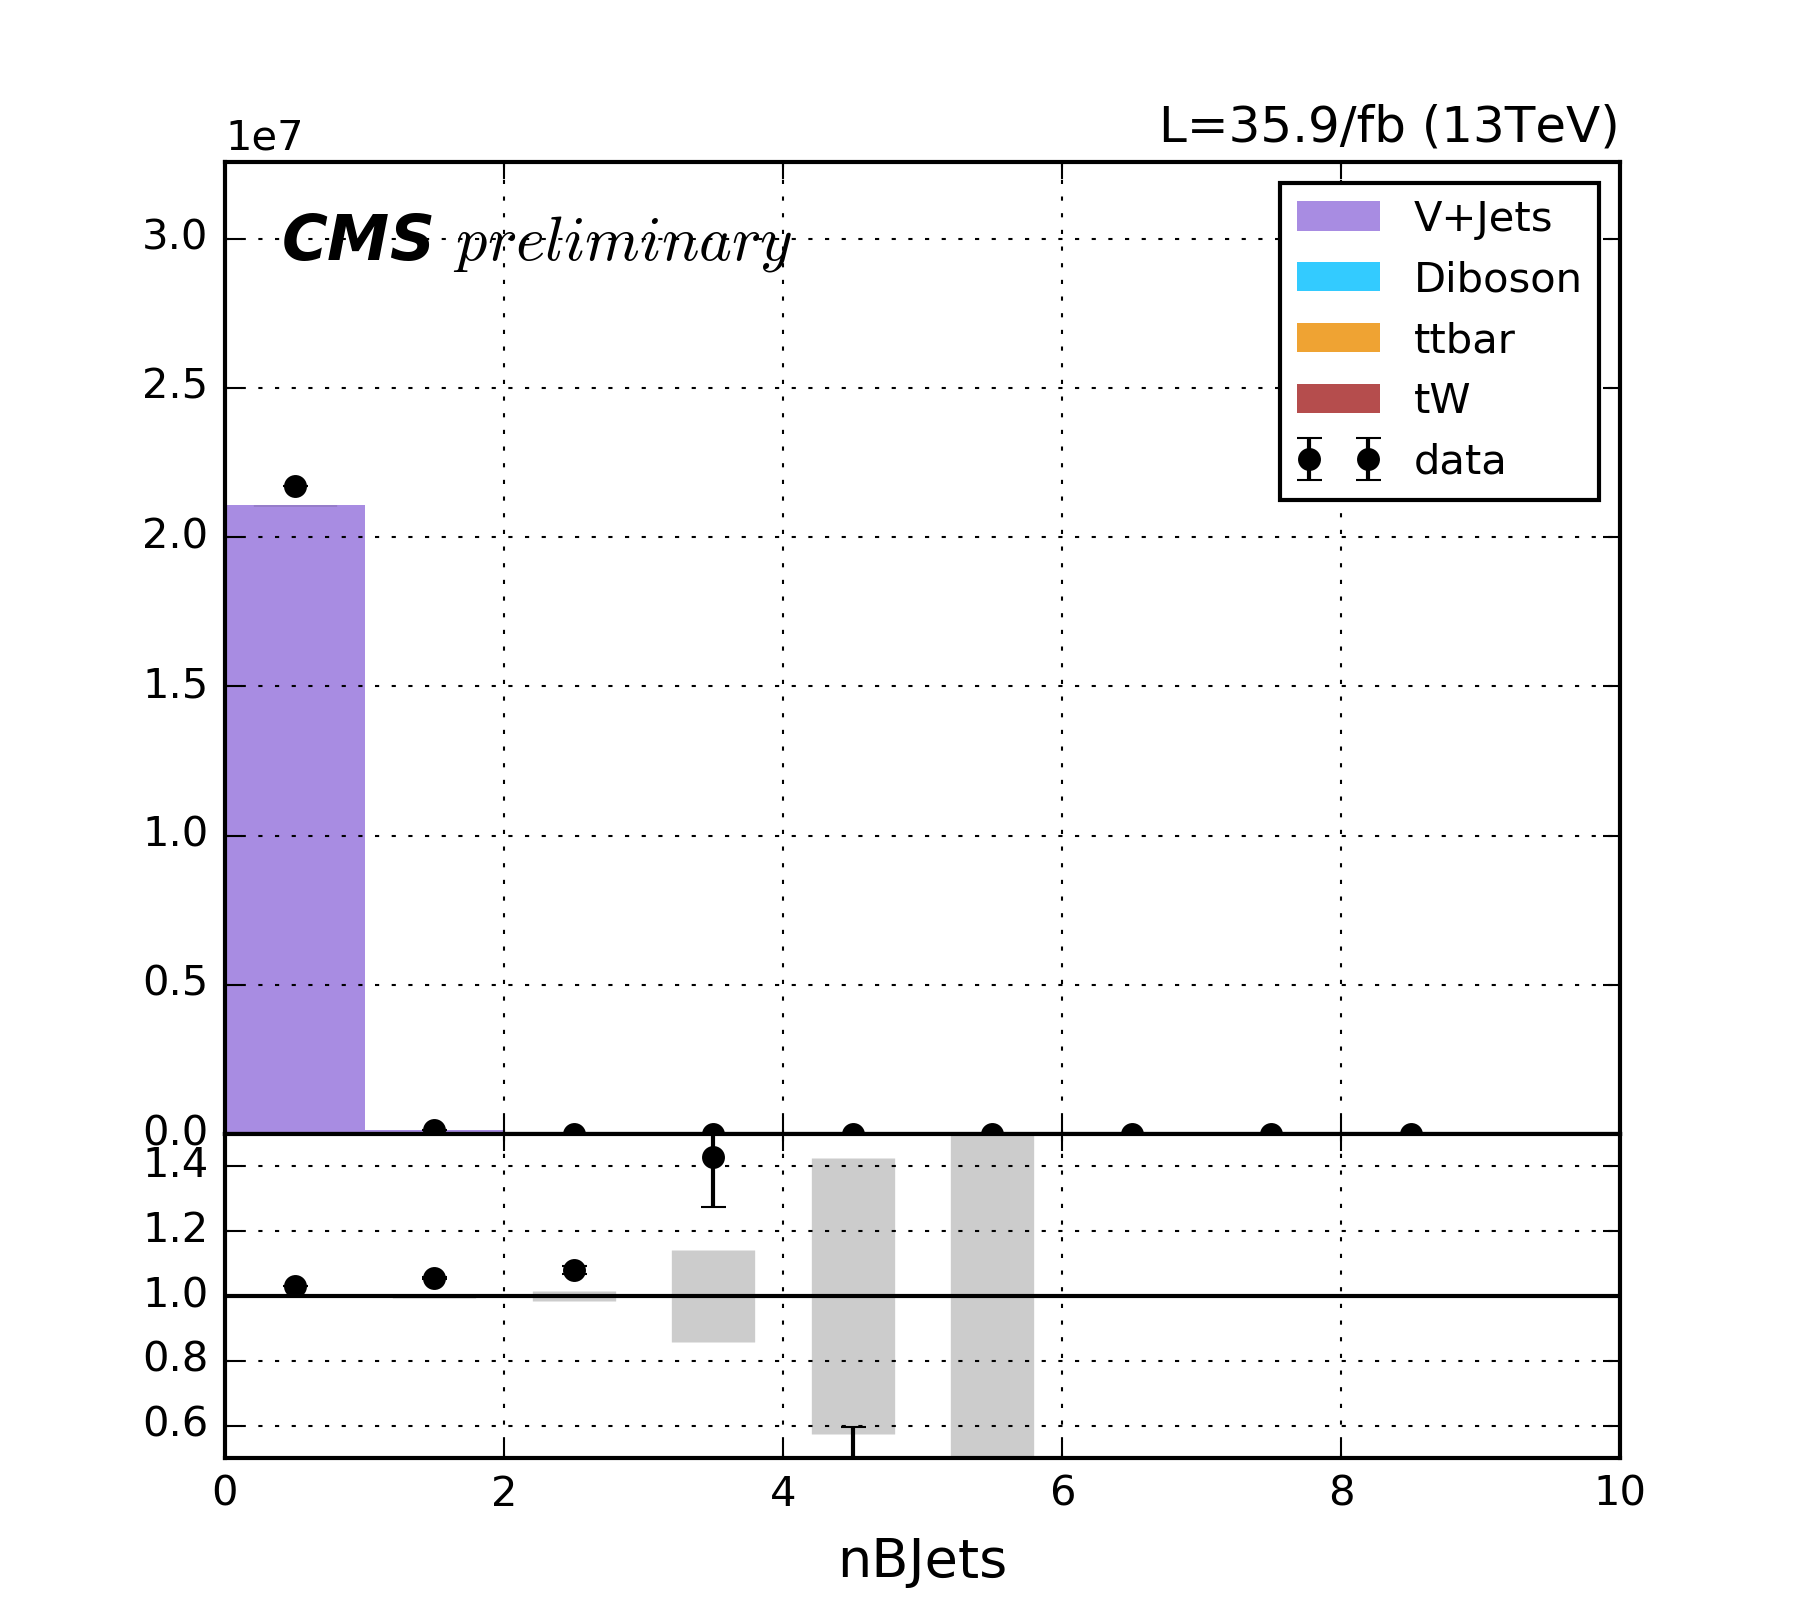 1e7
L=35.9/fb (13TeV)
CMS preliminary
V+Jets
Diboson
ttbar
tW
data
3.0
2.5
2.0
1.5
1.0
0.5
0.0
1.4
1.2
1.0
0.8
0.6
0 2 4 6 8 10
nBJets